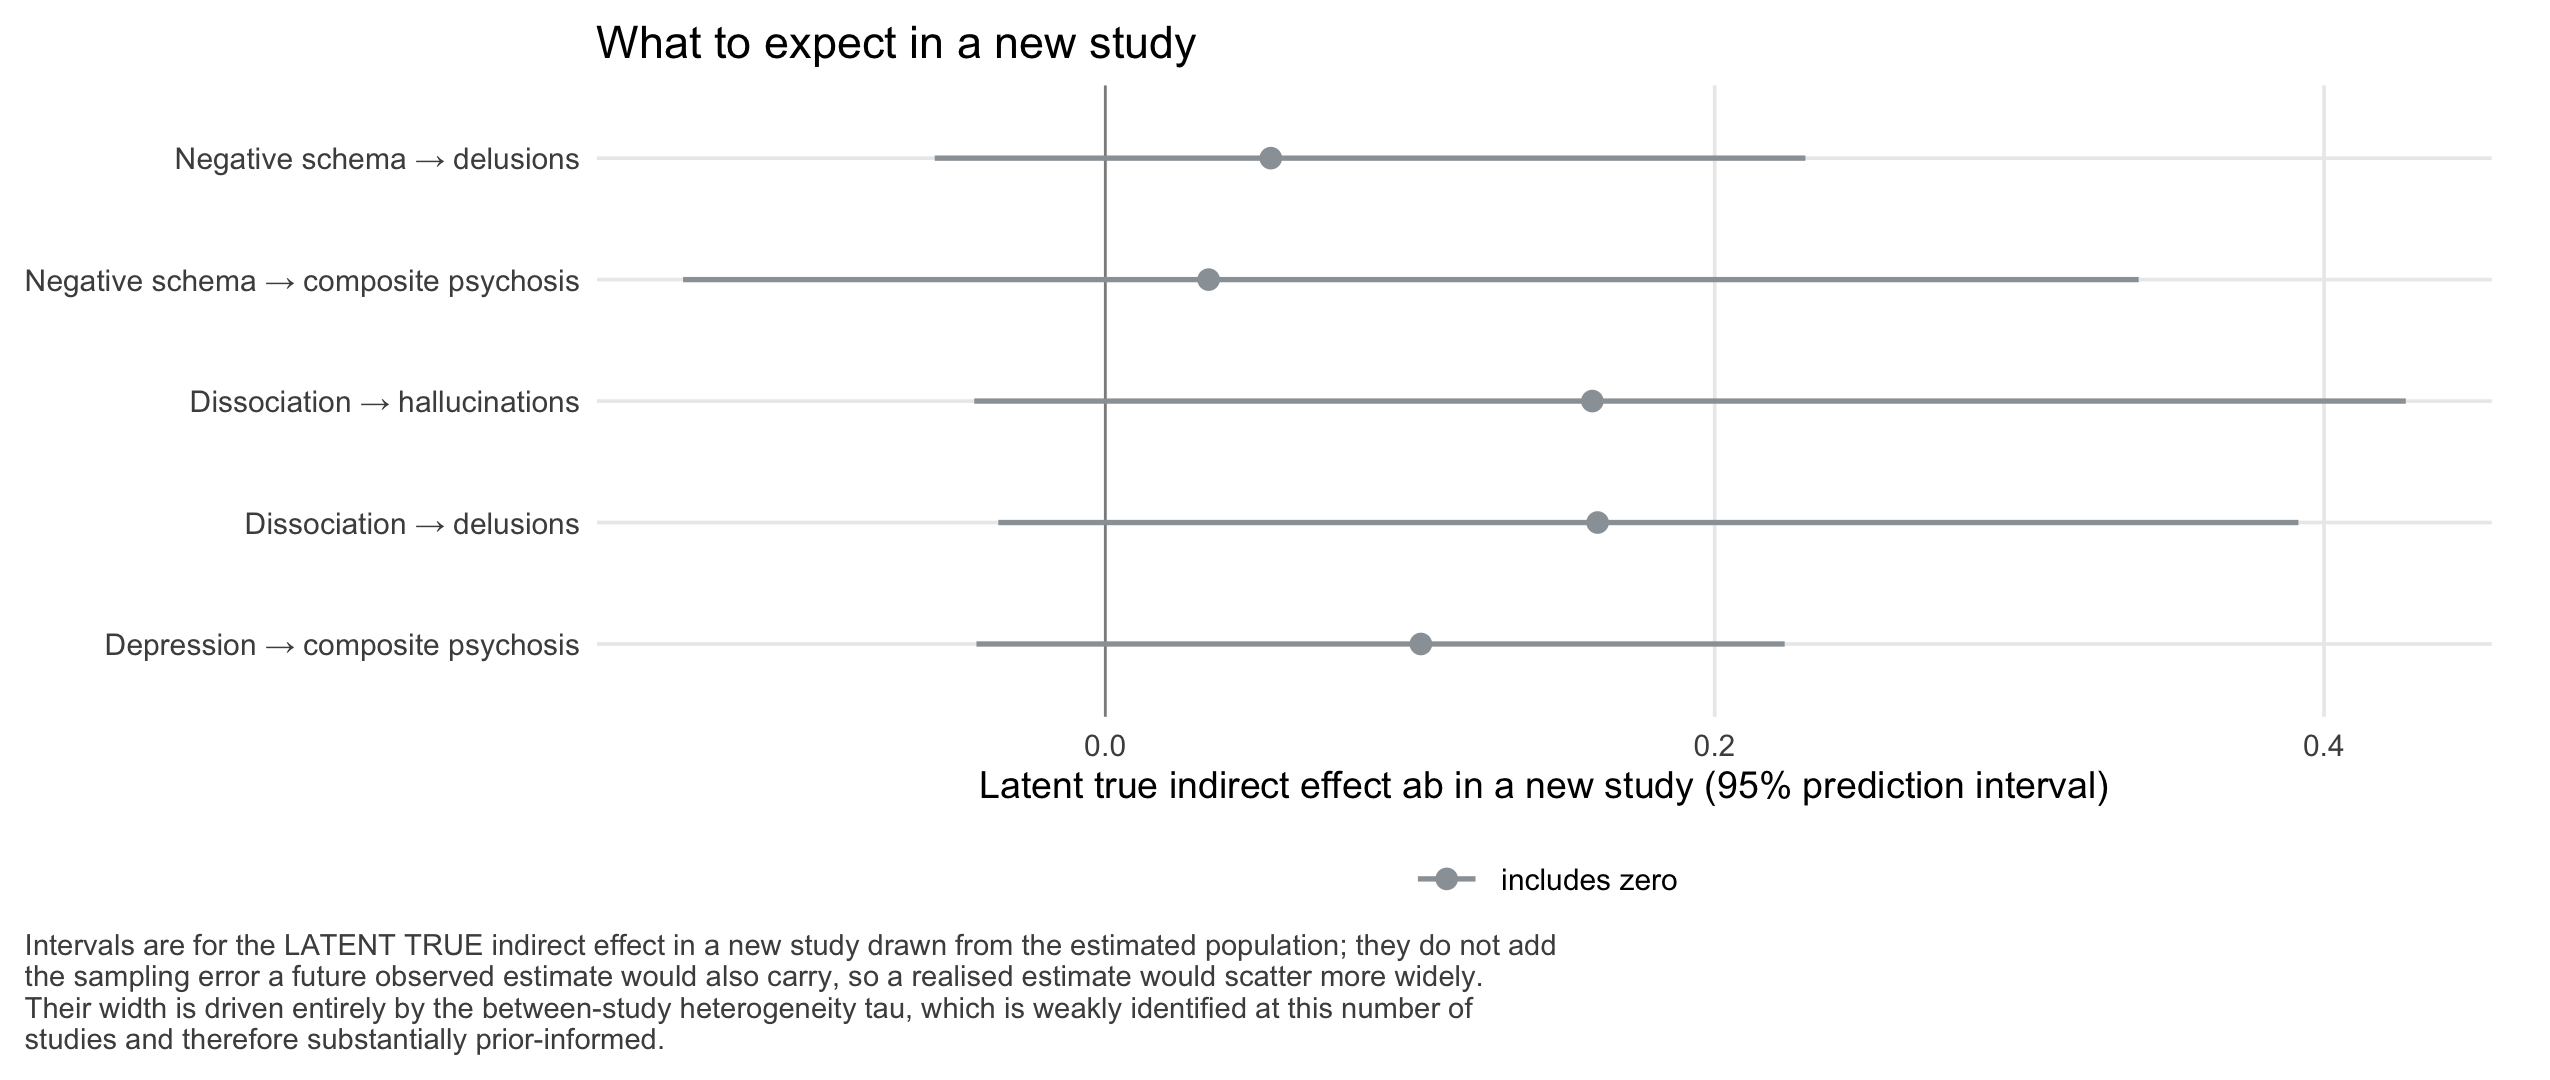 What to expect in a new study
Negative schema → delusions
Negative schema → composite psychosis
Dissociation → hallucinations
Dissociation → delusions
Depression → composite psychosis
0.0 0.2 0.4
Latent true indirect effect ab in a new study (95% prediction interval)
includes zero
Intervals are for the LATENT TRUE indirect effect in a new study drawn from the estimated population; they do not add
the sampling error a future observed estimate would also carry, so a realised estimate would scatter more widely.
Their width is driven entirely by the between-study heterogeneity tau, which is weakly identified at this number of
studies and therefore substantially prior-informed.